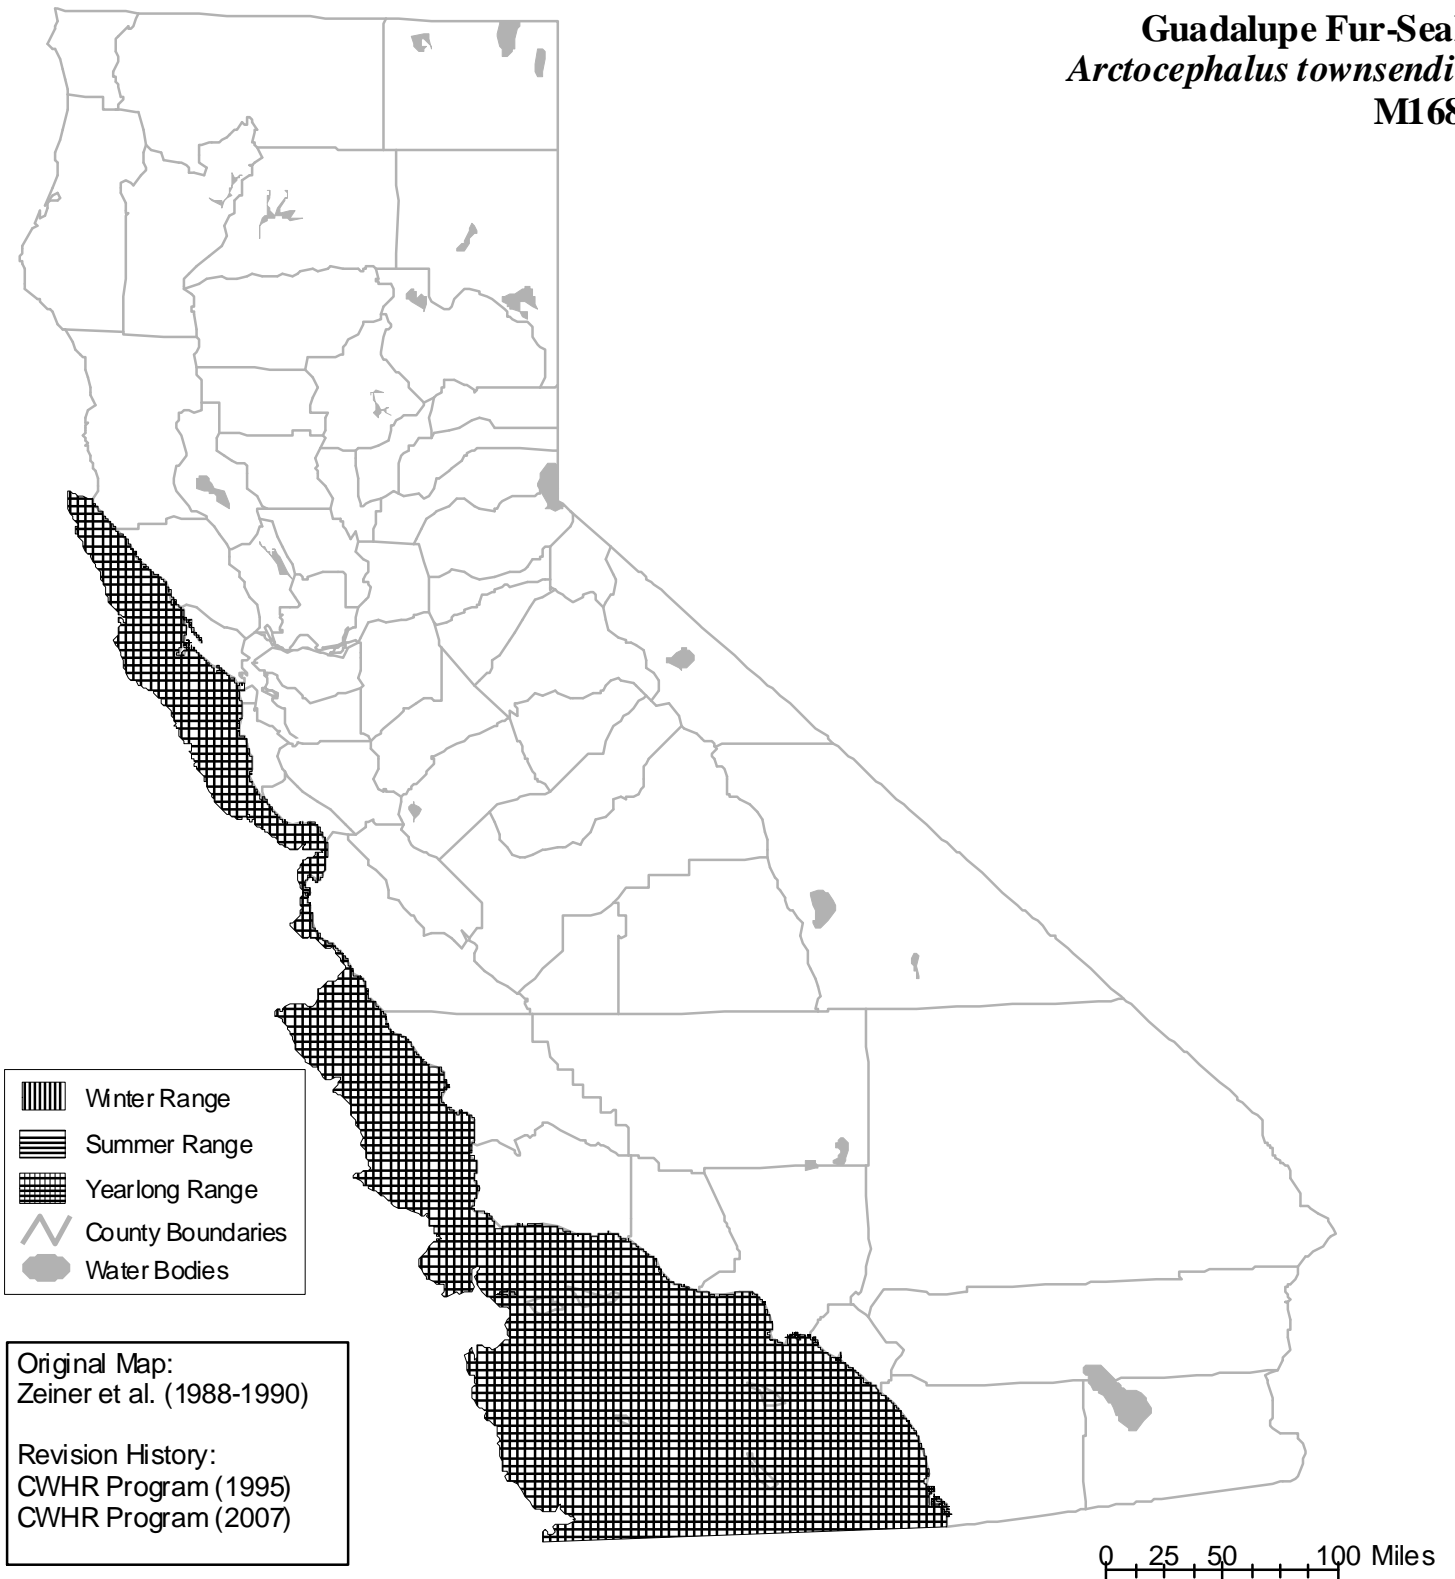 Guadalupe Fur-Seal
Arctocephalus townsendi
M168
Winter Range
Summer Range
Yearlong Range
County Boundaries
Water Bodies
Original Map:
Zeiner et al. (1988-1990)
Revision History:
CWHR Program (1995)
CWHR Program (2007)
0 25 50 100 Miles